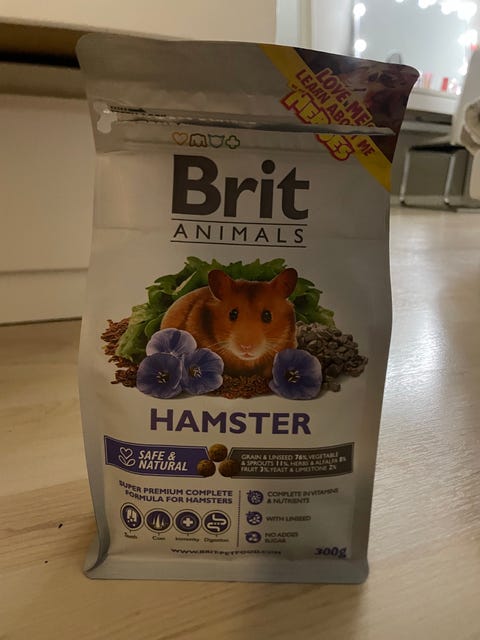 LOVE ME
LEARN ABOUT ME
HEROES
Brit
ANIMALS
HAMSTER
SAFE &
NATURAL
GRAIN & LINSEED 76%, VEGETABLE
& SPROUTS 11%, HERBS & ALFALFA 8%
FRUIT 3%, YEAST & LIMESTONE 2%
SUPER PREMIUM COMPLETE
FORMULA FOR HAMSTERS
Teeth
Coat
Immunity
Digestion
COMPLETE IN VITAMINS
& NUTRIENTS
WITH LINSEED
NO ADDED
SUGAR
WWW.BRIT-PETFOOD.COM
300g